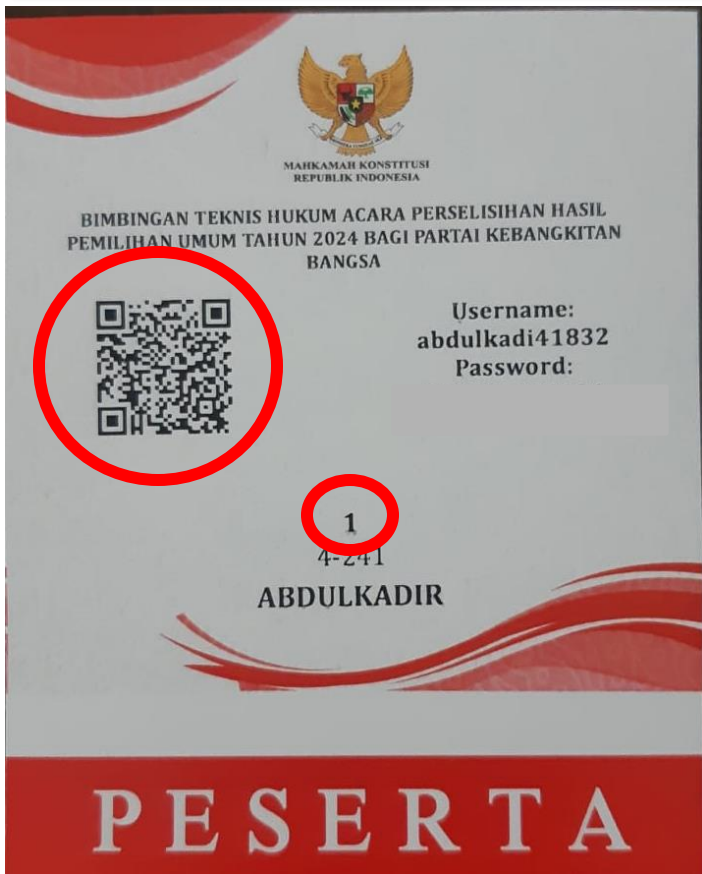 MAHKAMAH KONSTITUSI
REPUBLIK INDONESIA
BIMBINGAN TEKNIS HUKUM ACARA PERSELISIHAN HASIL
PEMILIHAN UMUM TAHUN 2024 BAGI PARTAI KEBANGKITAN
BANGSA
Username:
abdulkadi41832
Password:
1
4-241
ABDULKADIR
PESERTA